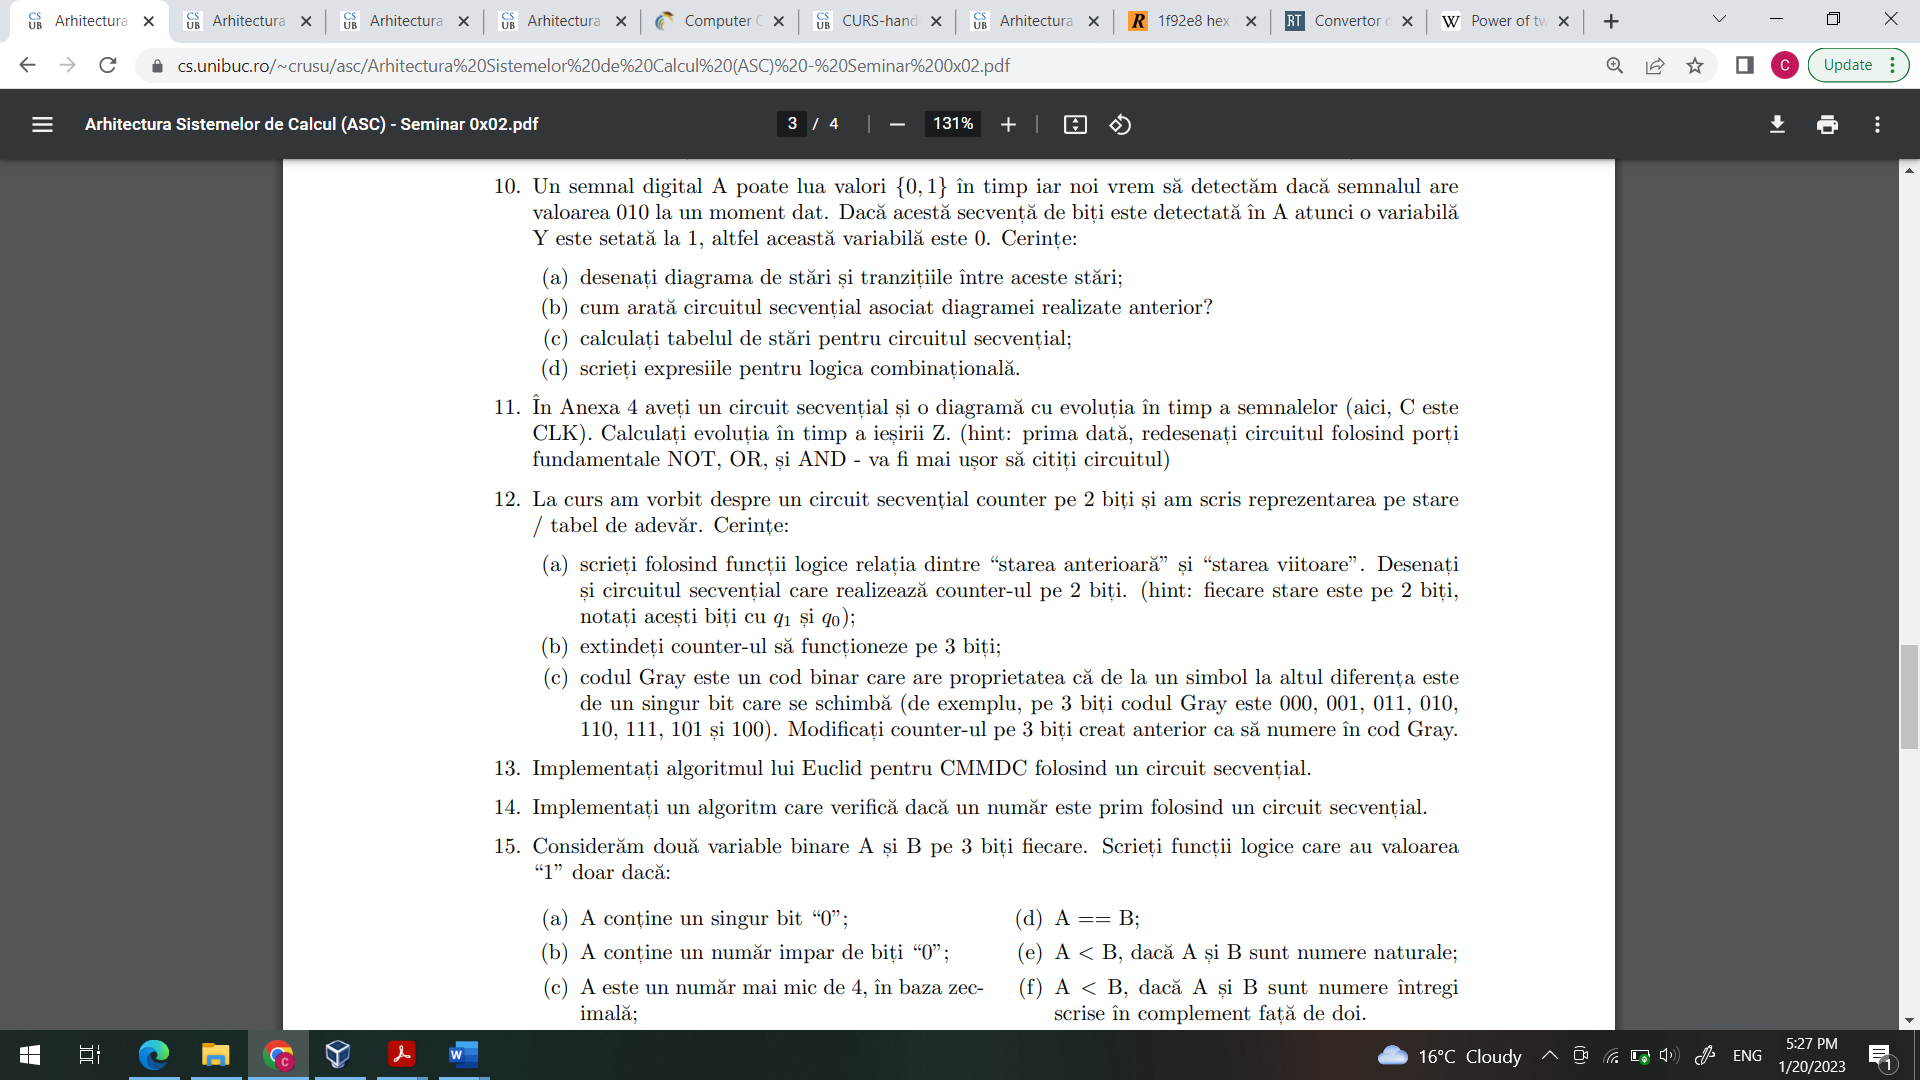 CS UB Arhitectura
CS UB Arhitectura
CS UB Arhitectura
CS UB Arhitectura
Computer C
CS UB CURS-hand
CS UB Arhitectura
R 1f92e8 hex
RT Convertor d
W Power of tw
cs.unibuc.ro/~crusu/asc/Arhitectura%20Sistemelor%20de%20Calcul%20(ASC)%20-%20Seminar%200x02.pdf
C
Update
Arhitectura Sistemelor de Calcul (ASC) - Seminar 0x02.pdf
3 / 4
131%
10. Un semnal digital A poate lua valori {0, 1} în timp iar noi vrem să detectăm dacă semnalul are
valoarea 010 la un moment dat. Dacă acestă secvență de biți este detectată în A atunci o variabilă
Y este setată la 1, altfel această variabilă este 0. Cerințe:
(a) desenați diagrama de stări și tranzițiile între aceste stări;
(b) cum arată circuitul secvențial asociat diagramei realizate anterior?
(c) calculați tabelul de stări pentru circuitul secvențial;
(d) scrieți expresiile pentru logica combinațională.
11. În Anexa 4 aveți un circuit secvențial și o diagramă cu evoluția în timp a semnalelor (aici, C este
CLK). Calculați evoluția în timp a ieșirii Z. (hint: prima dată, redesenați circuitul folosind porți
fundamentale NOT, OR, și AND - va fi mai ușor să citiți circuitul)
12. La curs am vorbit despre un circuit secvențial counter pe 2 biți și am scris reprezentarea pe stare
/ tabel de adevăr. Cerințe:
(a) scrieți folosind funcții logice relația dintre “starea anterioară” și “starea viitoare”. Desenați
și circuitul secvențial care realizează counter-ul pe 2 biți. (hint: fiecare stare este pe 2 biți,
notați acești biți cu q1 și q0);
(b) extindeți counter-ul să funcționeze pe 3 biți;
(c) codul Gray este un cod binar care are proprietatea că de la un simbol la altul diferența este
de un singur bit care se schimbă (de exemplu, pe 3 biți codul Gray este 000, 001, 011, 010,
110, 111, 101 și 100). Modificați counter-ul pe 3 biți creat anterior ca să numere în cod Gray.
13. Implementați algoritmul lui Euclid pentru CMMDC folosind un circuit secvențial.
14. Implementați un algoritm care verifică dacă un număr este prim folosind un circuit secvențial.
15. Considerăm două variable binare A și B pe 3 biți fiecare. Scrieți funcții logice care au valoarea
“1” doar dacă:
(a) A conține un singur bit “0”;
(b) A conține un număr impar de biți “0”;
(c) A este un număr mai mic de 4, în baza zec-
imală;
(d) A == B;
(e) A < B, dacă A și B sunt numere naturale;
(f) A < B, dacă A și B sunt numere întregi
scrise în complement față de doi.
16°C Cloudy
ENG
5:27 PM
1/20/2023
1